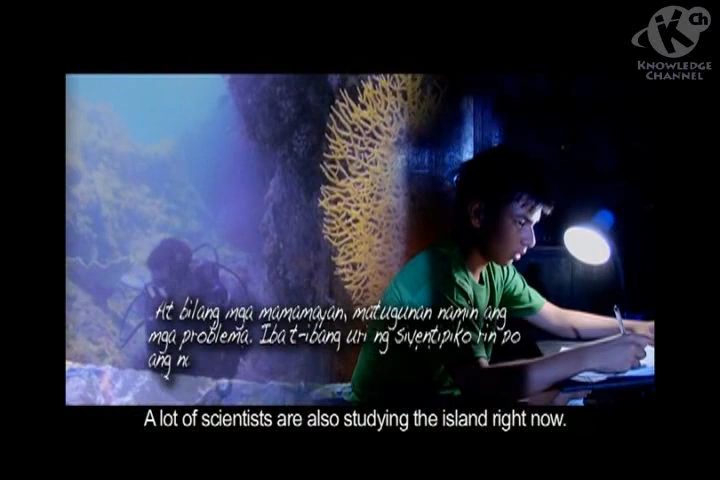 Ch
K
KNOWLEDGE
CHANNEL
At bilang mga mamamayan, matugunan namin ang
mga problema. Iba't-ibang uri ng siyentipiko rin po
ang
A lot of scientists are also studying the island right now.